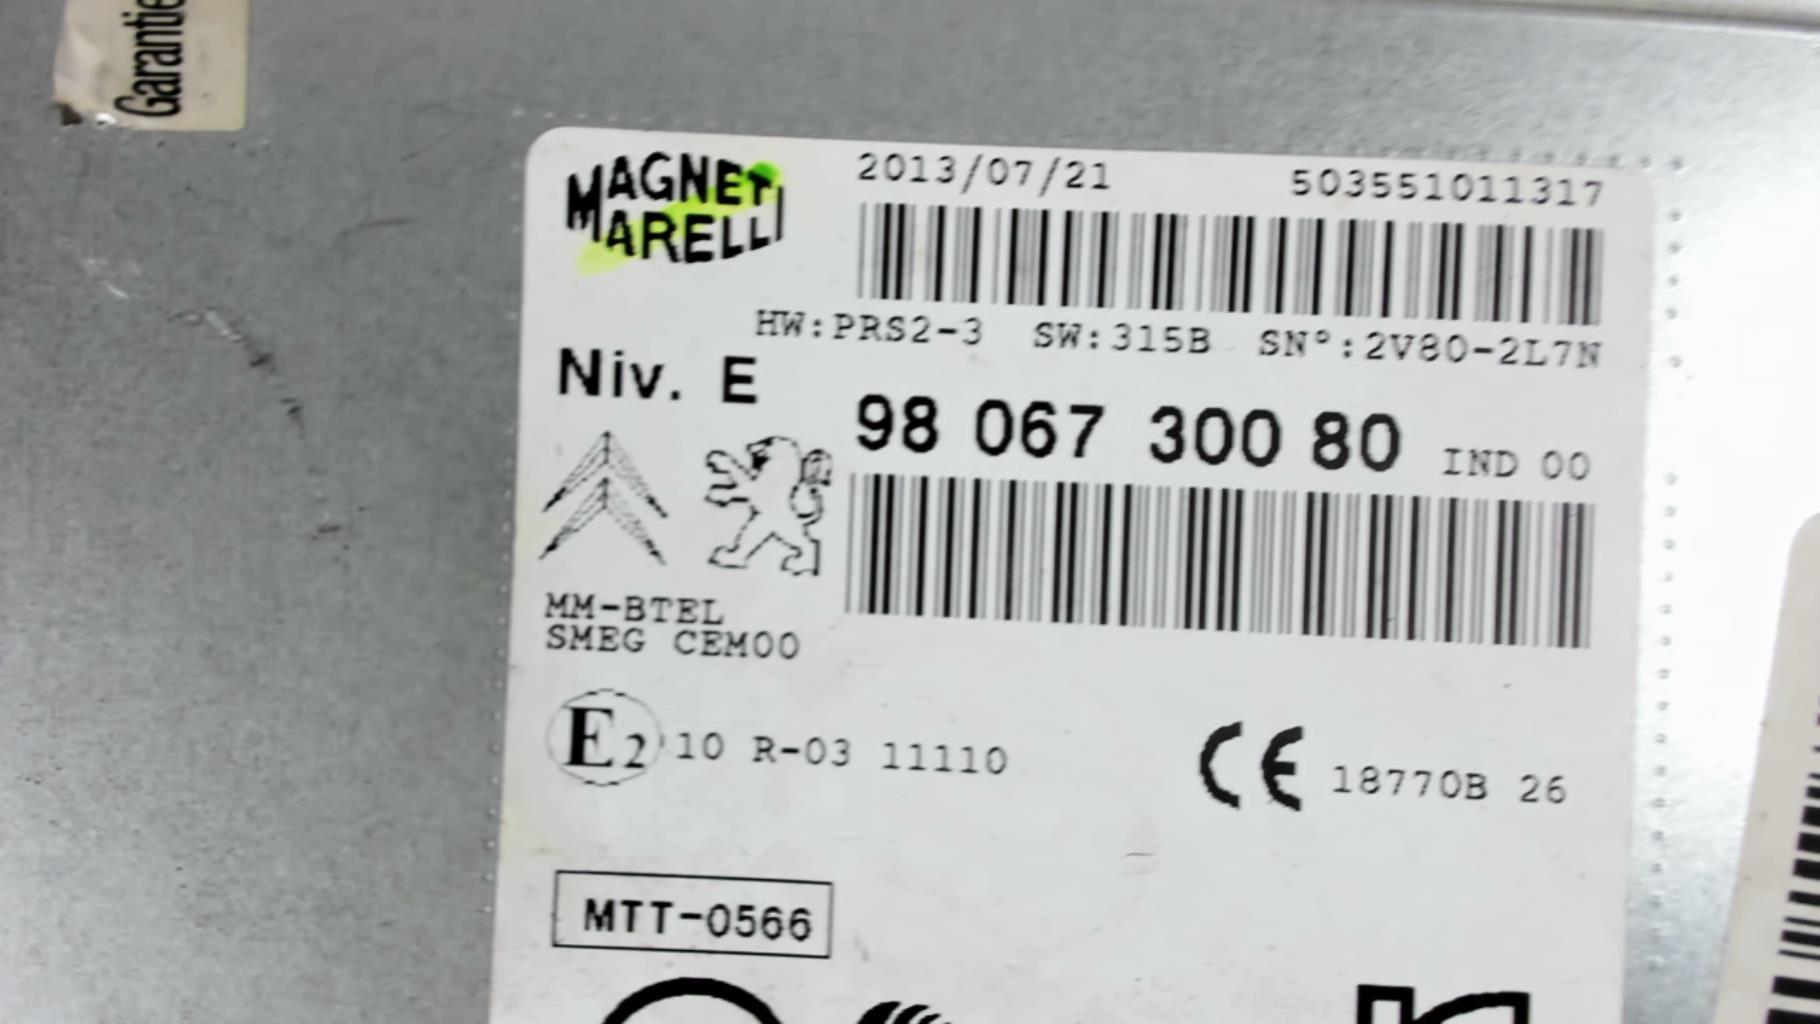 Garantie
MAGNETI
MARELLI
2013/07/21 503551011317
HW:PRS2-3 SW:315B SN°:2V80-2L7N
Niv. E
98 067 300 80 IND 00
MM-BTEL
SMEG CEM00
E2 10 R-03 11110
CE 18770B 26
MTT-0566